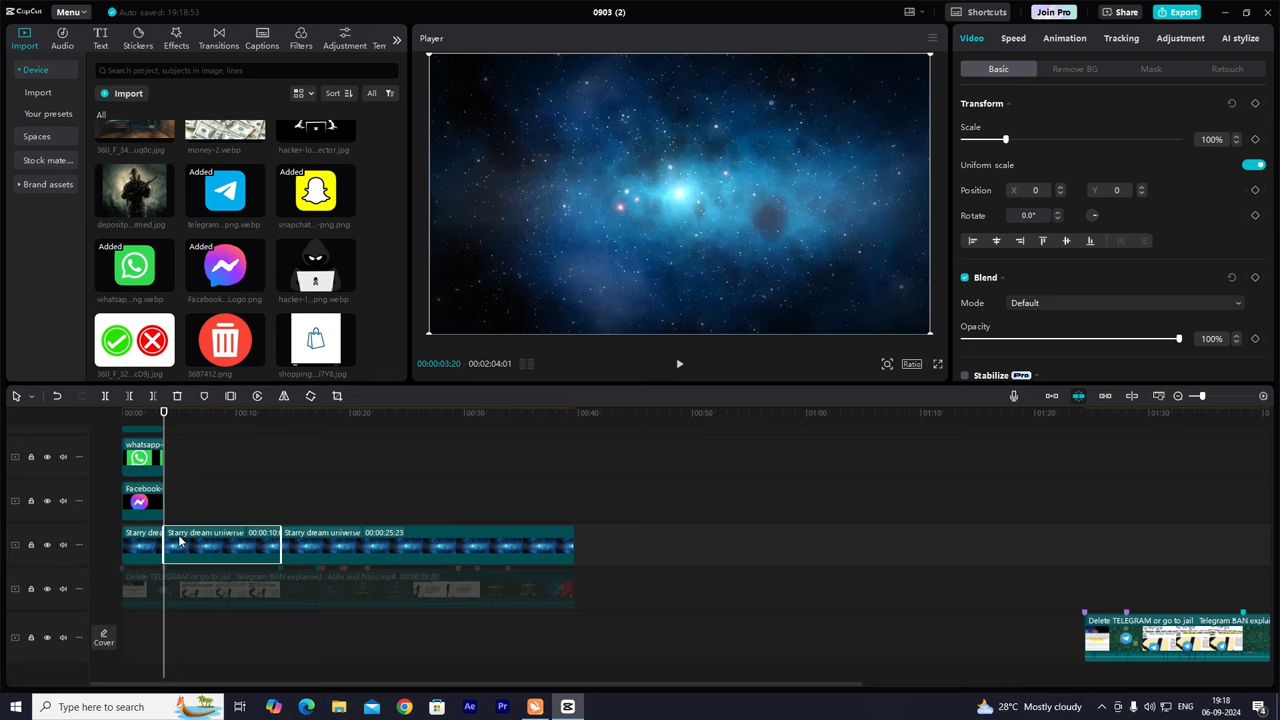 CapCut
Menu
Auto saved: 19:18:53
0903 (2)
Shortcuts
Join Pro
Share
Export
Import
Audio
Text
Stickers
Effects
Transitions
Captions
Filters
Adjustment
Device
Import
Your presets
Spaces
Stock mate...
Brand assets
Search project, subjects in image, lines
Import
Sort
All
All
360_F_34...uq0c.jpg
money-2.webp
hacker-lo...ector.jpg
Added
Added
depositp...rmed.jpg
telegram...png.webp
snapchat...-png.png
Added
Added
whatsap...ng.webp
Facebook...Logo.png
hacker-l...png.webp
360_F_32...cD9j.jpg
3687412.png
shopping...J7Y8.jpg
Player
00:00:03:20
00:02:04:01
Ratio
Video
Speed
Animation
Tracking
Adjustment
AI stylize
Basic
Remove BG
Mask
Retouch
Transform
Scale
100%
Uniform scale
Position
X 0
Y 0
Rotate
0.0°
Blend
Mode
Default
Opacity
100%
Stabilize Pro
00:00
00:10
00:20
00:30
00:40
00:50
01:00
01:10
01:20
01:30
whatsapp-
Facebook-
Starry drea
Starry dream universe 00:00:10:
Starry dream universe 00:00:25:23
Delete TELEGRAM or go to jail Telegram BAN explained Abhi and Niyu.mp4 00:00:39:20
Cover
Delete TELEGRAM or go to jail Telegram BAN explaine
Type here to search
Ae
Pr
28°C Mostly cloudy
ENG
19:18
06-09-2024